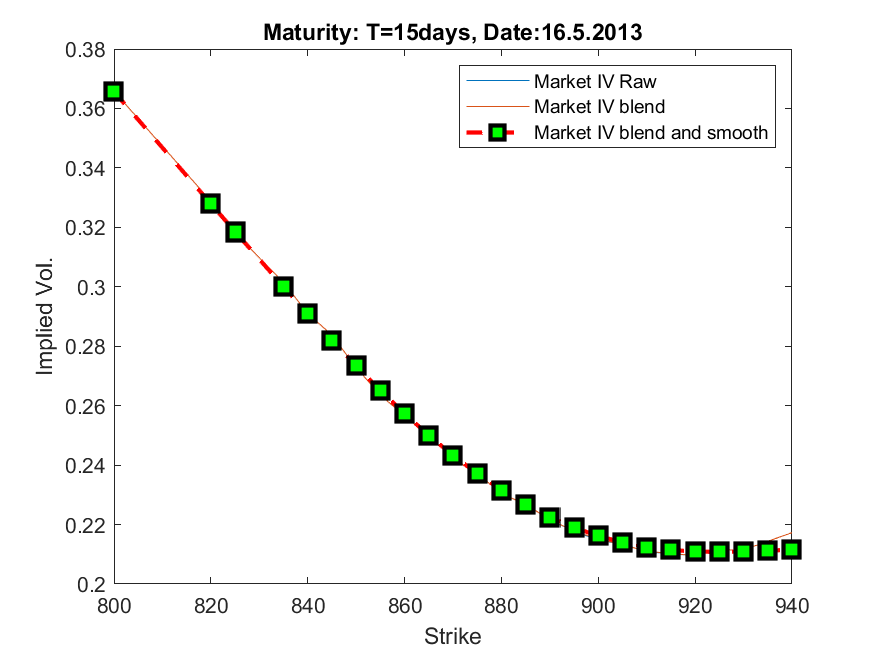 Maturity: T=15days, Date:16.5.2013
Market IV Raw
Market IV blend
Market IV blend and smooth
0.38
0.36
0.34
0.32
0.3
0.28
0.26
0.24
0.22
0.2
Implied Vol.
800 820 840 860 880 900 920 940
Strike